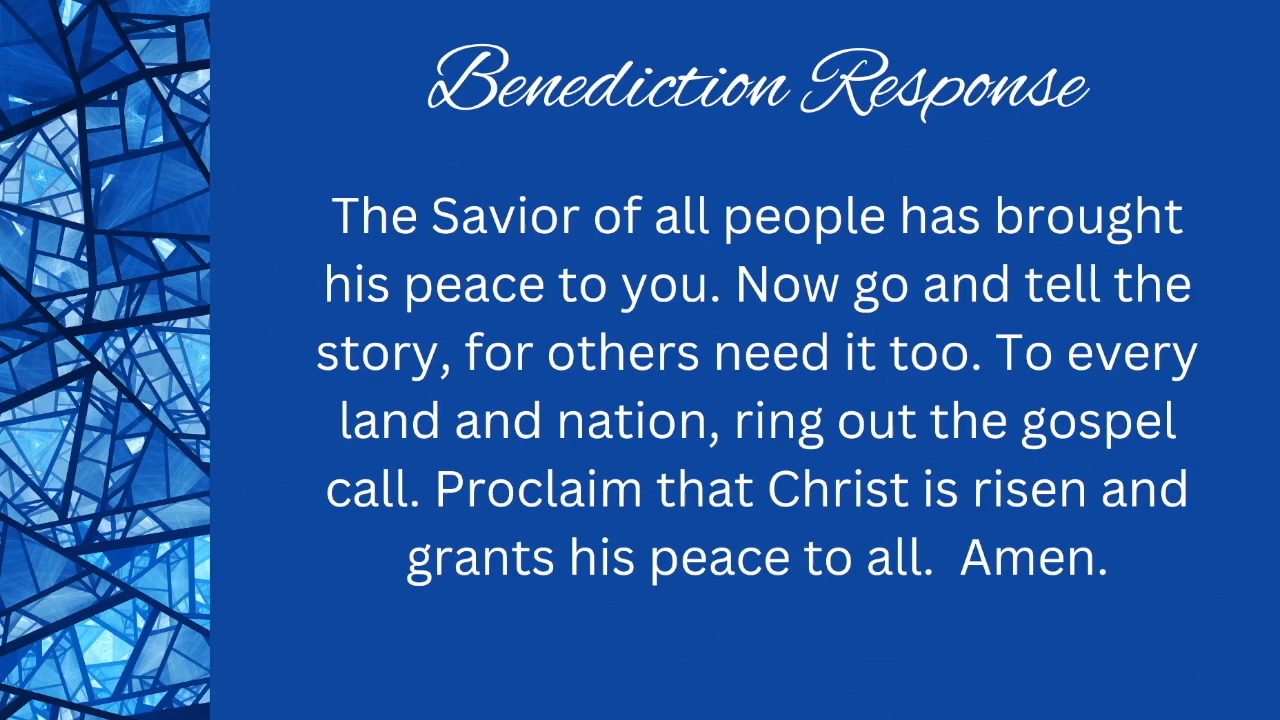 Benediction Response
The Savior of all people has brought
his peace to you. Now go and tell the
story, for others need it too. To every
land and nation, ring out the gospel
call. Proclaim that Christ is risen and
grants his peace to all.  Amen.